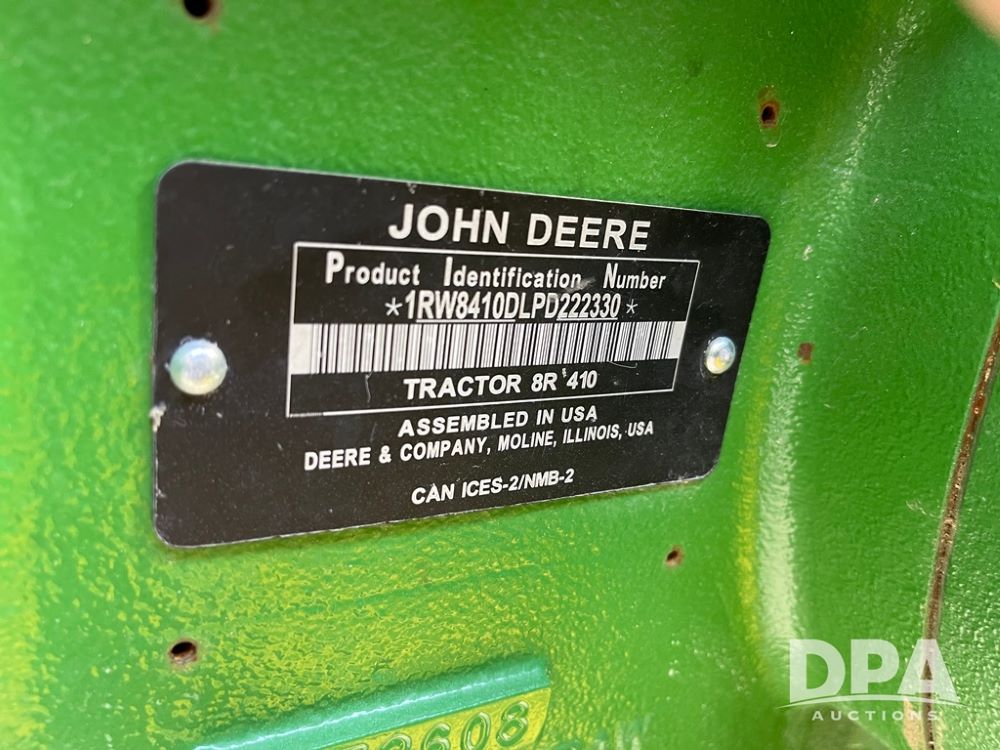 JOHN DEERE
Product Identification Number
*1RW8410DLPD222330*
TRACTOR 8R 410
ASSEMBLED IN USA
DEERE & COMPANY, MOLINE, ILLINOIS, USA
CAN ICES-2/NMB-2
DPA
AUCTIONS